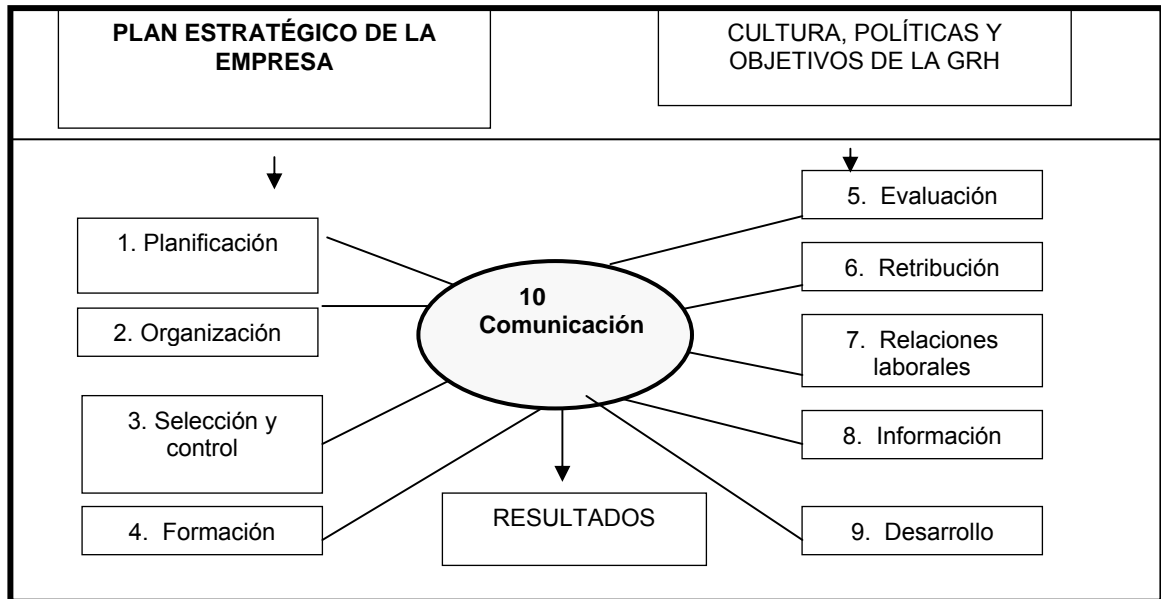 PLAN ESTRATÉGICO DE LA
EMPRESA
CULTURA, POLÍTICAS Y
OBJETIVOS DE LA GRH
1. Planificación
2. Organización
3. Selección y
control
4. Formación
10
Comunicación
RESULTADOS
5. Evaluación
6. Retribución
7. Relaciones
laborales
8. Información
9. Desarrollo